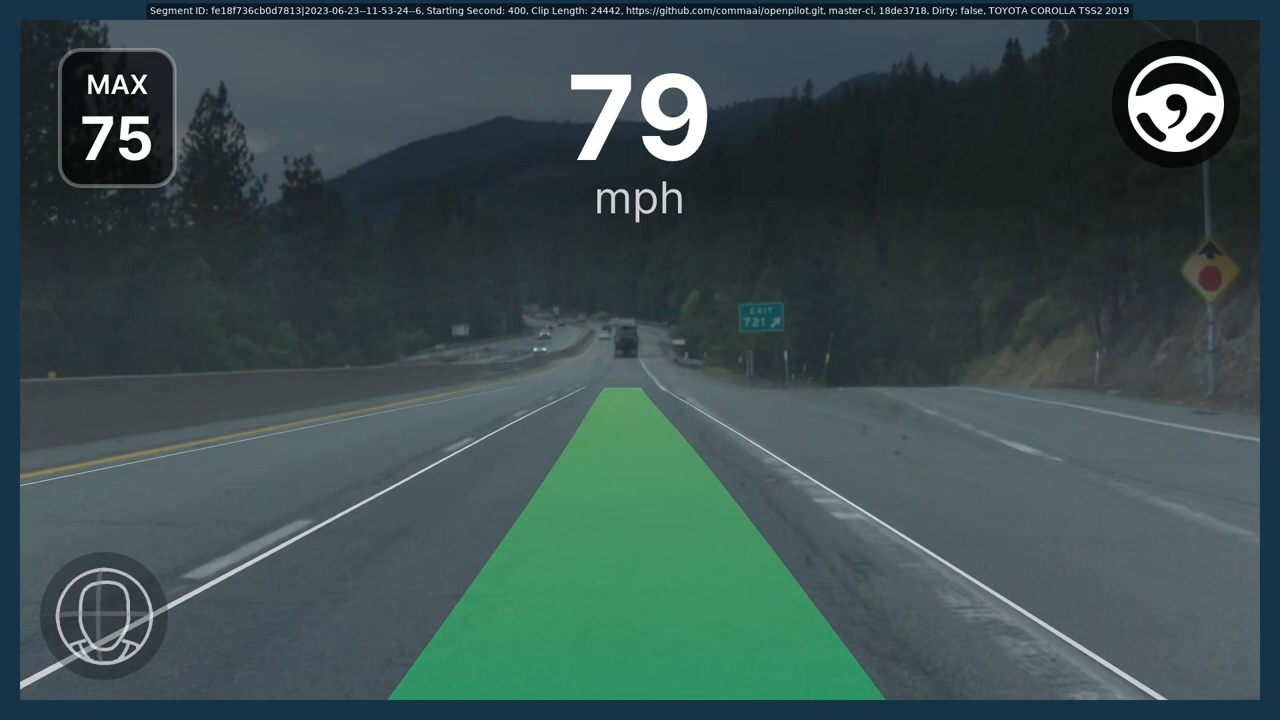 Segment ID: fe18f736cb0d7813|2023-06-23--11-53-24--6, Starting Second: 400, Clip Length: 24442, https://github.com/commaai/openpilot.git, master-ci, 18de3718, Dirty: false, TOYOTA COROLLA TSS2 2019
MAX
75
79
mph
EXIT
721